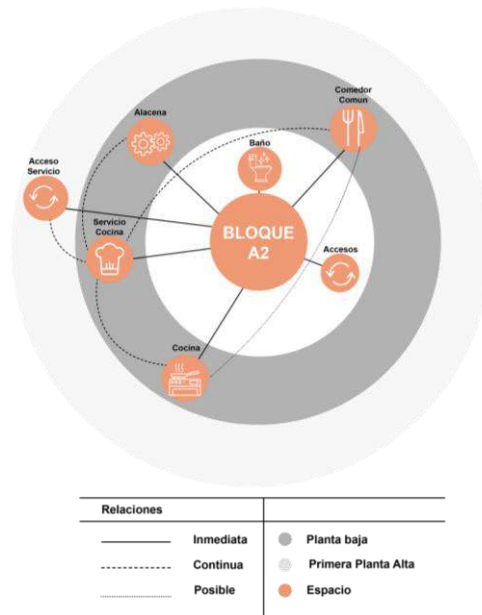 Comedor
Comun
Alacena
Baño
Acceso
Servicio
Servicio
Cocina
BLOQUE
A2
Accesos
Cocina
Relaciones
Inmediata
Planta baja
Continua
Primera Planta Alta
Posible
Espacio